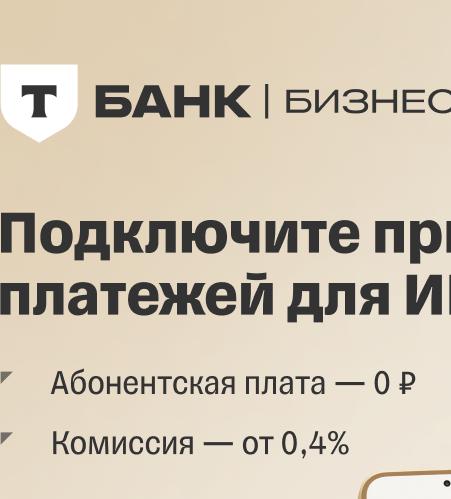 Т БАНК | БИЗНЕС
Подключите
платежей для
Абонентская плата — 0 ₽
Комиссия — от 0,4%